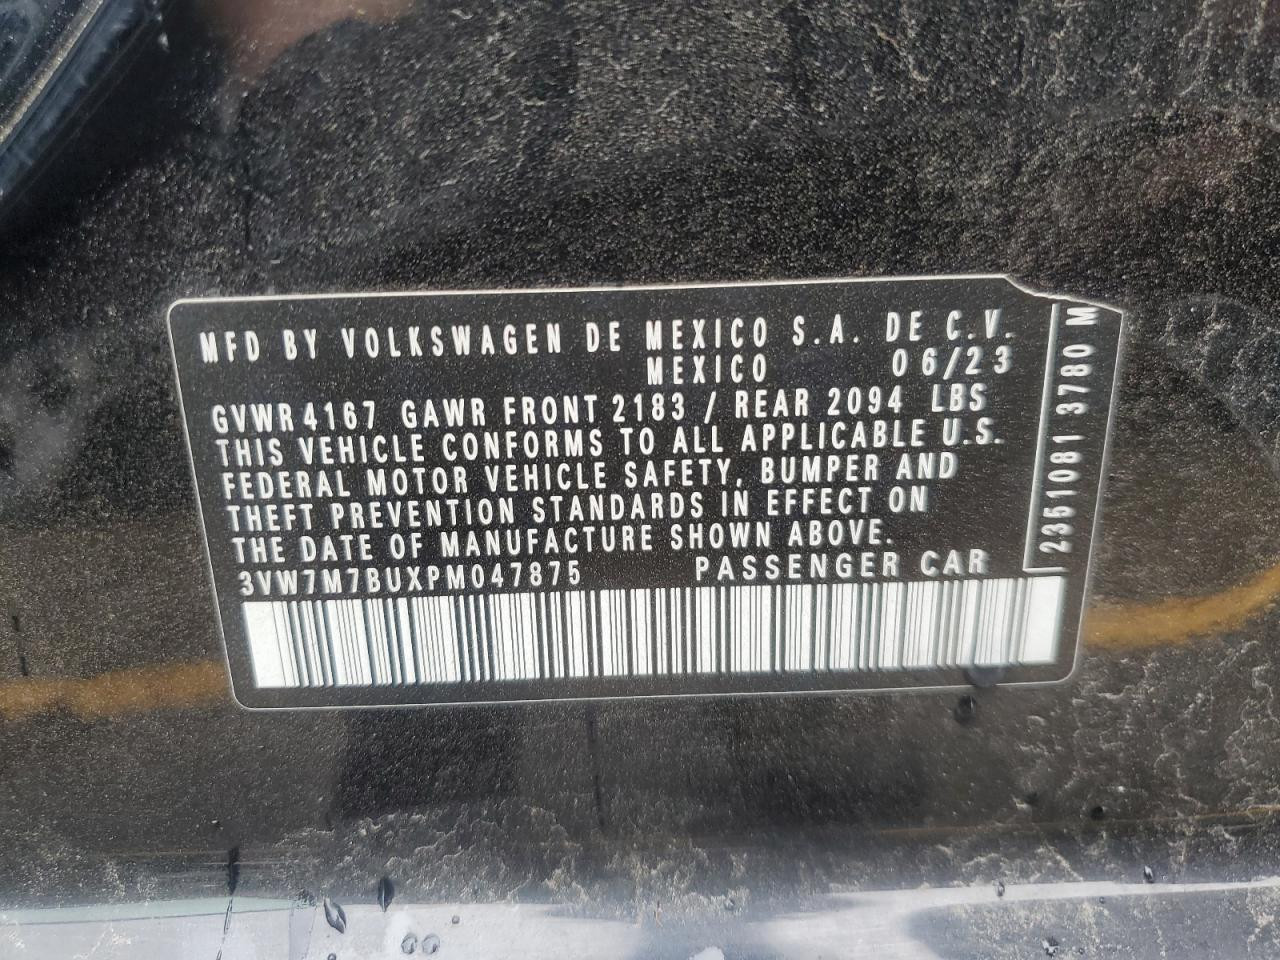 MFD BY VOLKSWAGEN DE MEXICO S.A. DE C.V.
MEXICO 06/23
GVWR 4167 GAWR FRONT 2183 / REAR 2094 LBS
THIS VEHICLE CONFORMS TO ALL APPLICABLE U.S.
FEDERAL MOTOR VEHICLE SAFETY, BUMPER AND
THEFT PREVENTION STANDARDS IN EFFECT ON
THE DATE OF MANUFACTURE SHOWN ABOVE.
3VW7M7BUXPM047875 PASSENGER CAR
2351081 3780 M